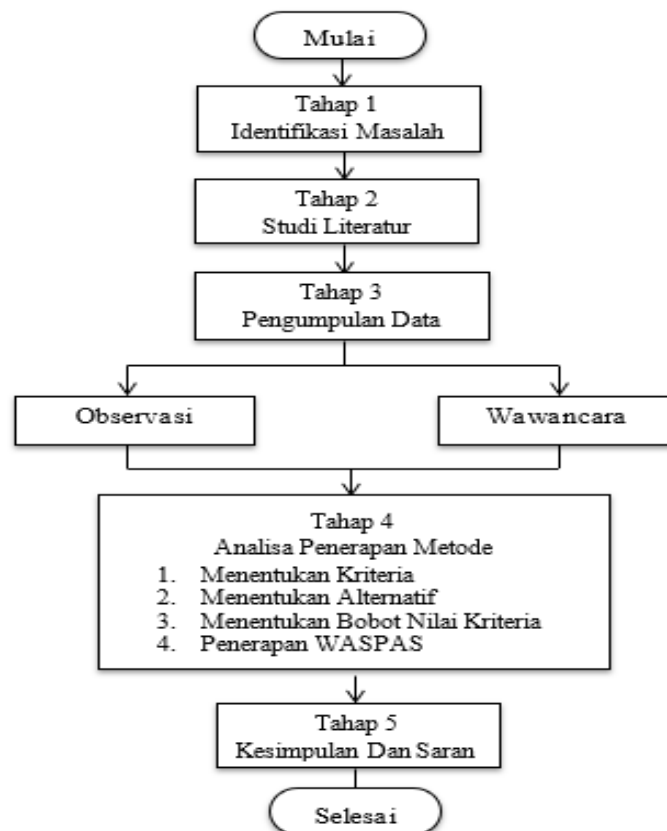 Mulai
Tahap 1
Identifikasi Masalah
Tahap 2
Studi Literatur
Tahap 3
Pengumpulan Data
Observasi
Wawancara
Tahap 4
Analisa Penerapan Metode
1. Menentukan Kriteria
2. Menentukan Alternatif
3. Menentukan Bobot Nilai Kriteria
4. Penerapan WASPAS
Tahap 5
Kesimpulan Dan Saran
Selesai